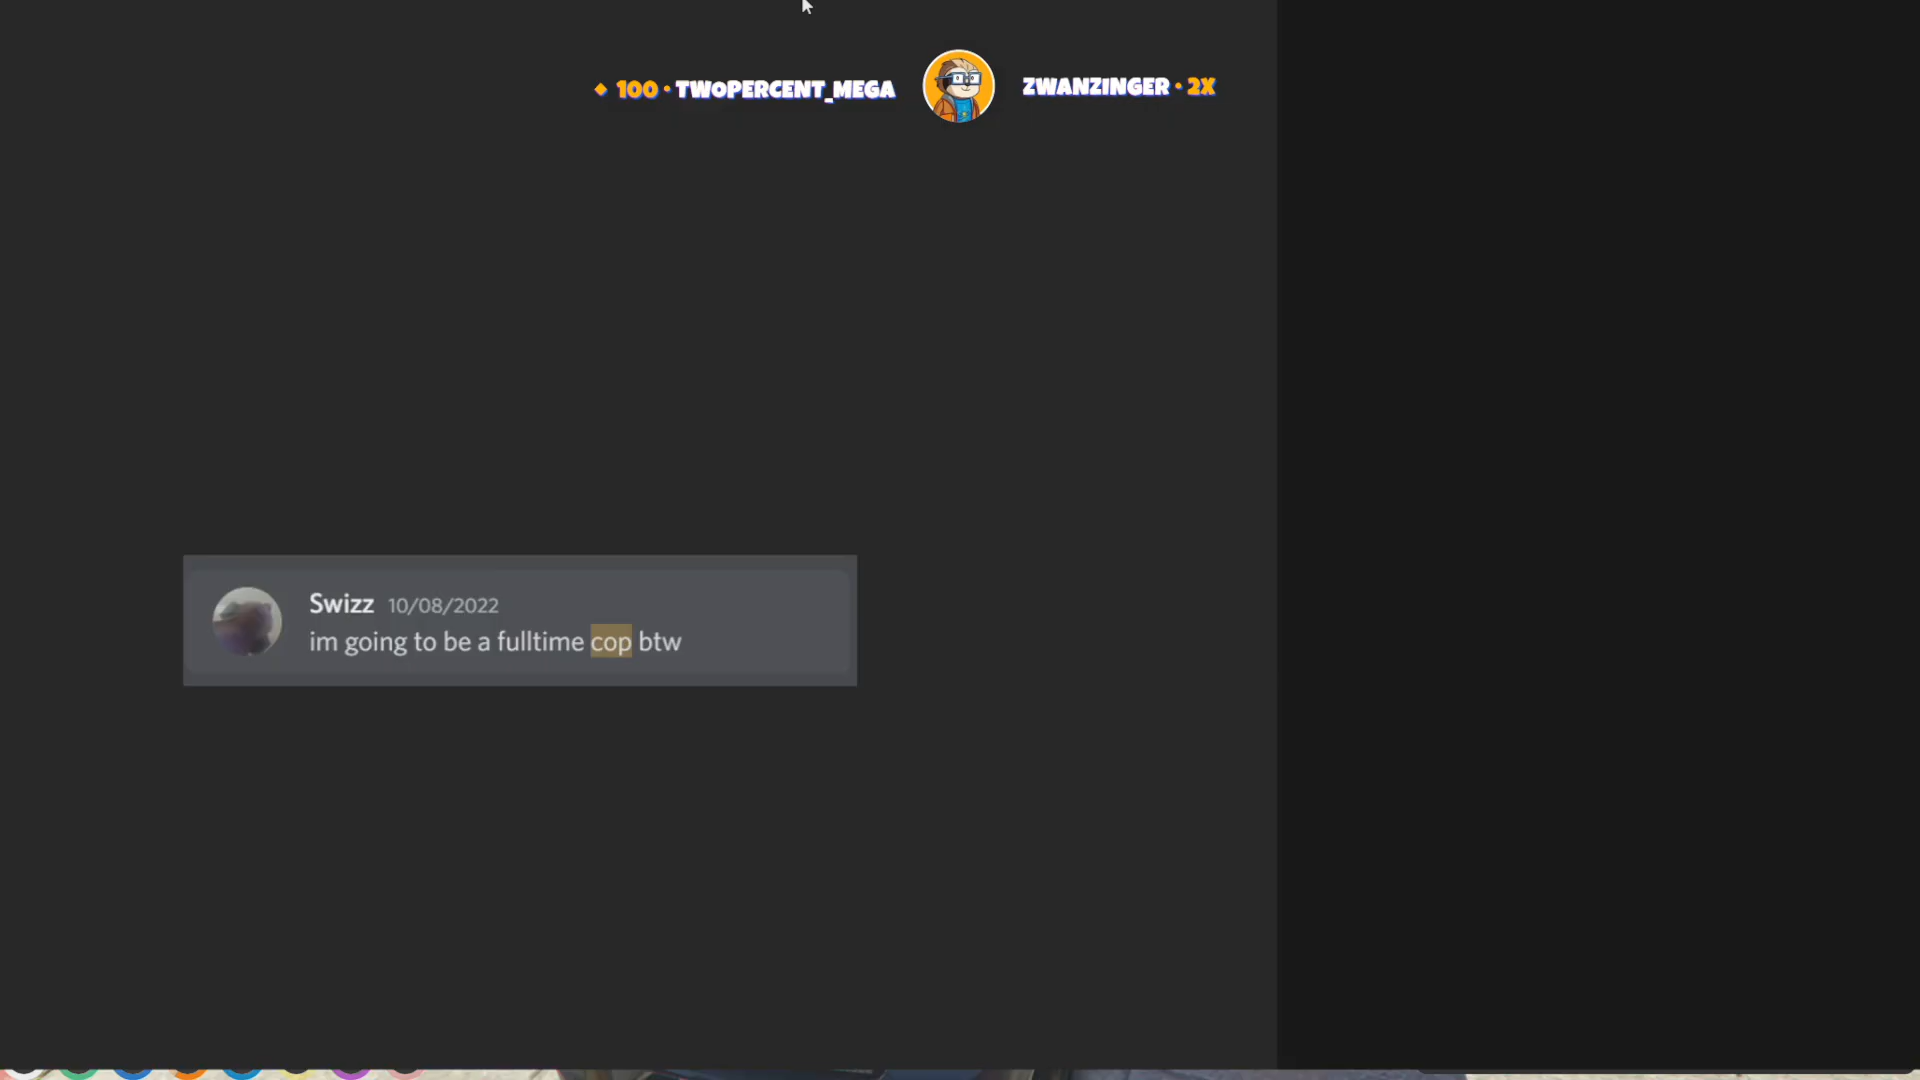 100 • TWOPERCENT_MEGA
ZWANZINGER • 2X
Swizz 10/08/2022
im going to be a fulltime cop btw